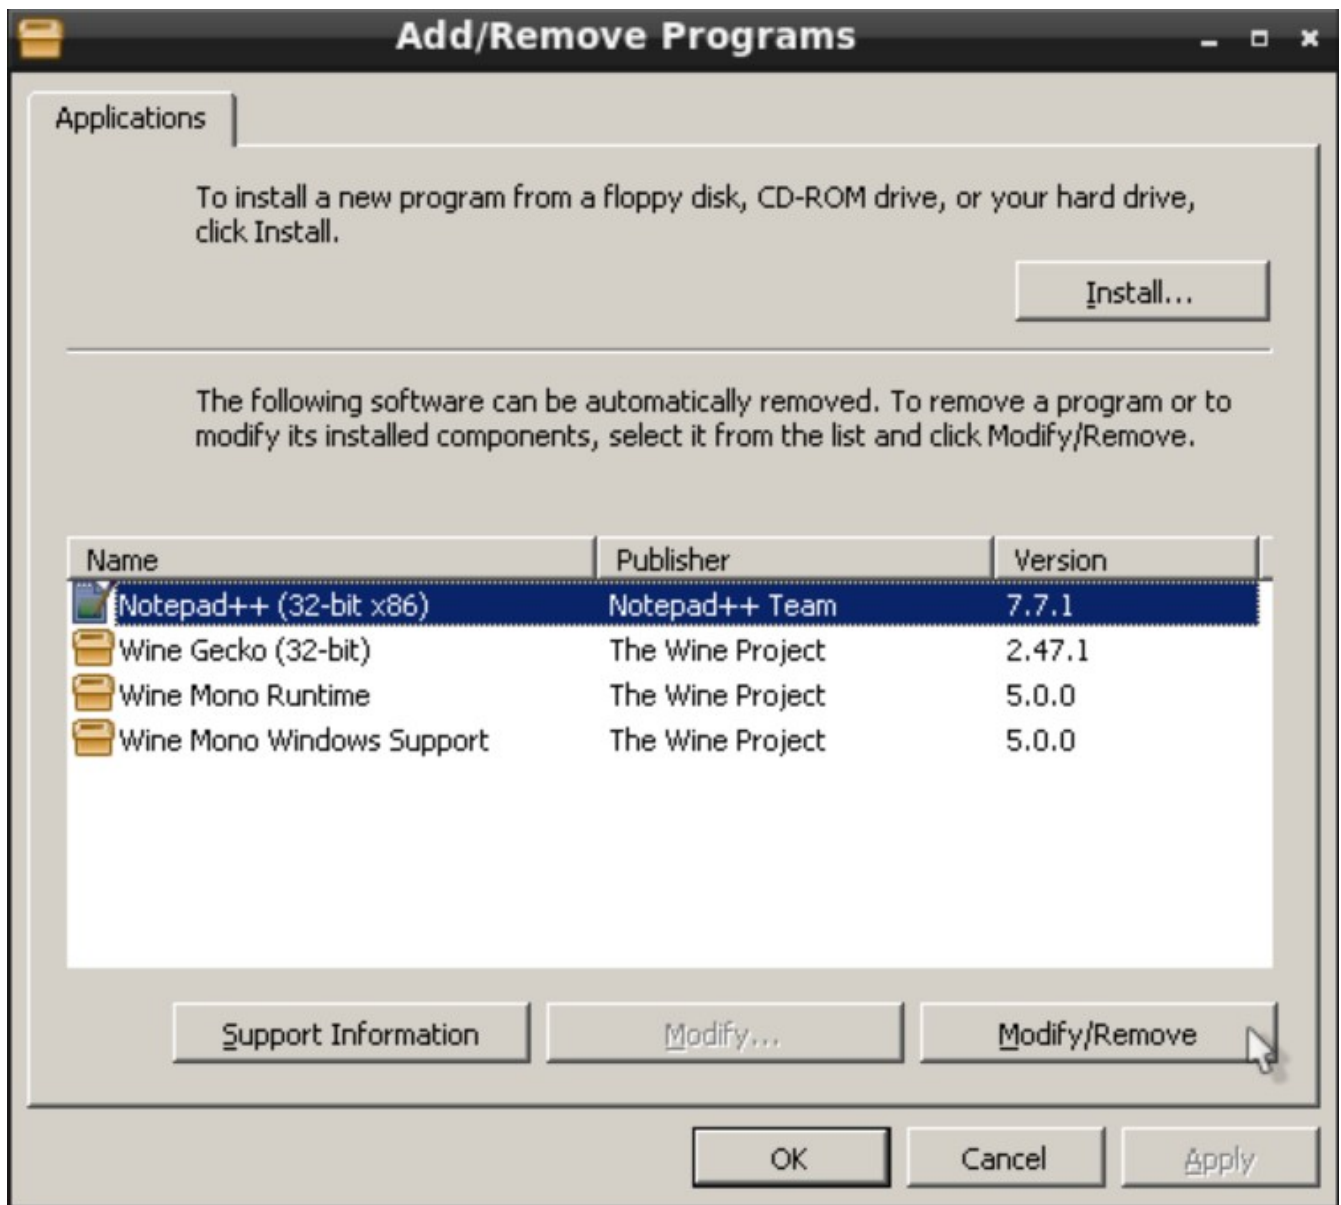 Add/Remove Programs
Applications
To install a new program from a floppy disk, CD-ROM drive, or your hard drive,
click Install.
Install...
The following software can be automatically removed. To remove a program or to
modify its installed components, select it from the list and click Modify/Remove.
Name Publisher Version
Notepad++ (32-bit x86) Notepad++ Team 7.7.1
Wine Gecko (32-bit) The Wine Project 2.47.1
Wine Mono Runtime The Wine Project 5.0.0
Wine Mono Windows Support The Wine Project 5.0.0
Support Information Modify... Modify/Remove
OK Cancel Apply